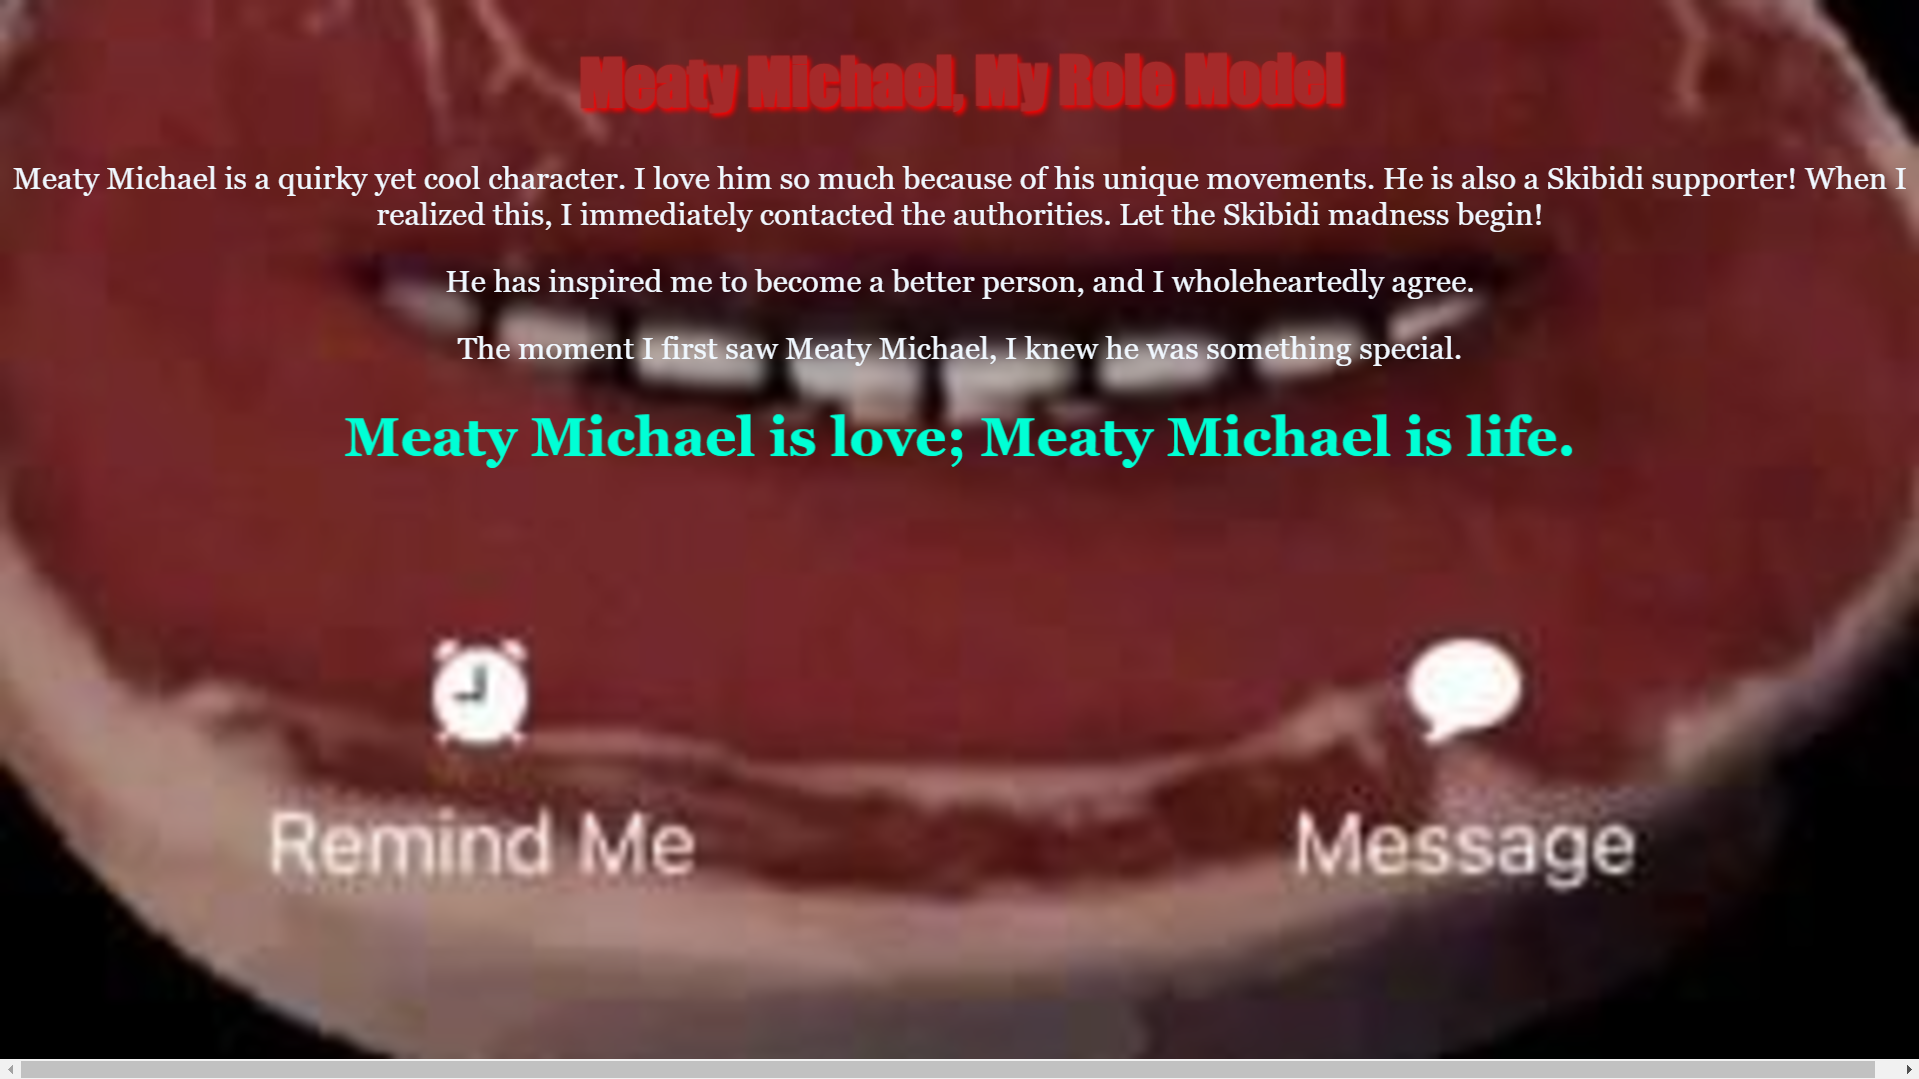 Meaty Michael, My Role Model
Meaty Michael is a quirky yet cool character. I love him so much because of his unique movements. He is also a Skibidi supporter! When I
realized this, I immediately contacted the authorities. Let the Skibidi madness begin!
He has inspired me to become a better person, and I wholeheartedly agree.
The moment I first saw Meaty Michael, I knew he was something special.
Meaty Michael is love; Meaty Michael is life.
Remind Me
Message